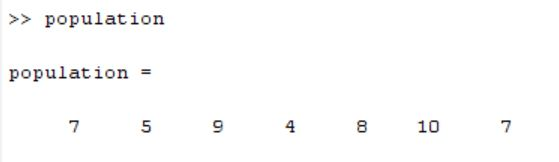 >> population
population =
7 5 9 4 8 10 7